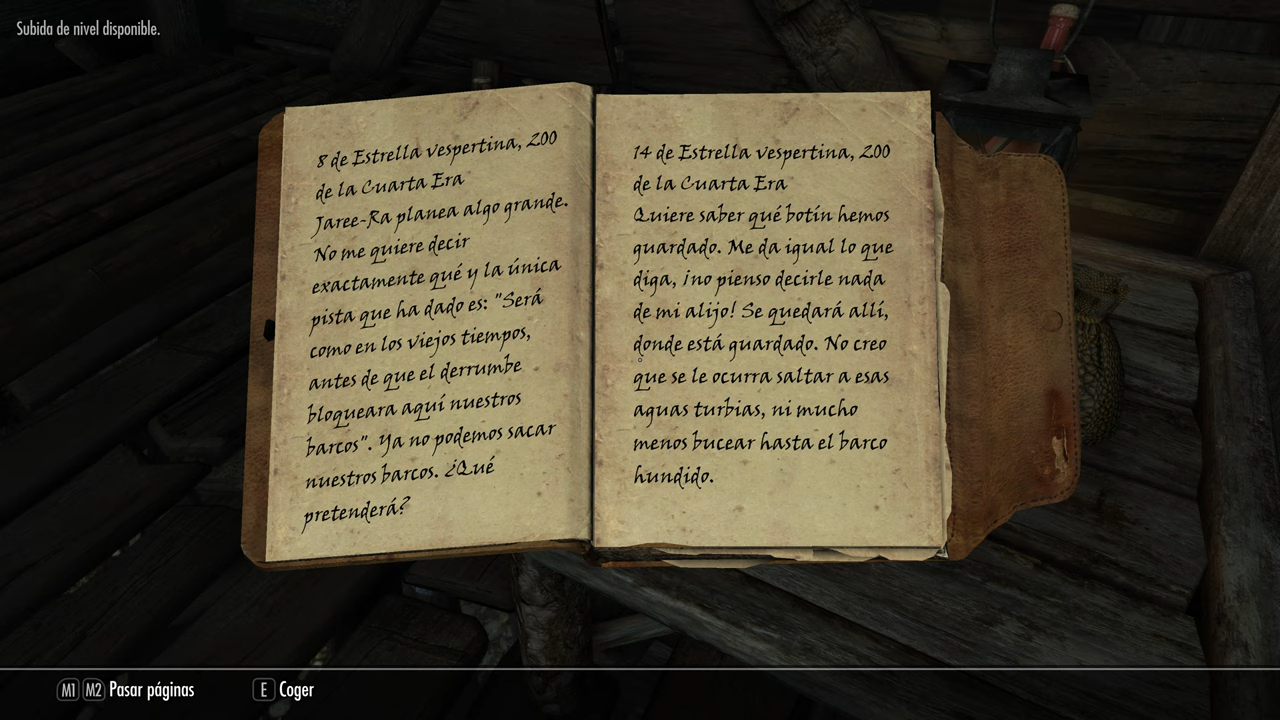 Subida de nivel disponible.
8 de Estrella vespertina, 200
de la Cuarta Era
Jaree-Ra planea algo grande.
No me quiere decir
exactamente qué y la única
pista que ha dado es: "Será
como en los viejos tiempos,
antes de que el derrumbe
bloqueara aquí nuestros
barcos". Ya no podemos sacar
nuestros barcos. ¿Qué
pretenderá?
14 de Estrella vespertina, 200
de la Cuarta Era
Quiere saber qué botín hemos
guardado. Me da igual lo que
diga, ¡no pienso decirle nada
de mi alijo! Se quedará allí,
donde está guardado. No creo
que se le ocurra saltar a esas
aguas turbias, ni mucho
menos bucear hasta el barco
hundido.
M1 M2 Pasar páginas
E Coger